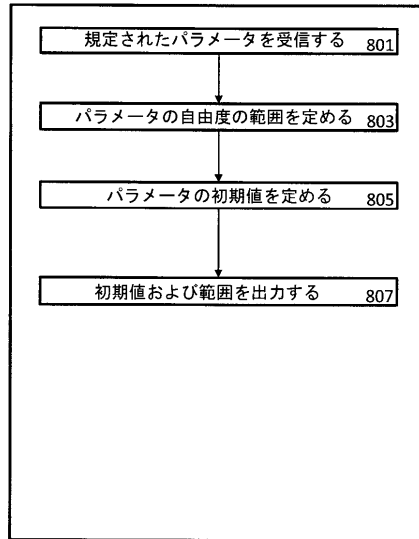 規定されたパラメータを受信する 801
パラメータの自由度の範囲を定める 803
パラメータの初期値を定める 805
初期値および範囲を出力する 807